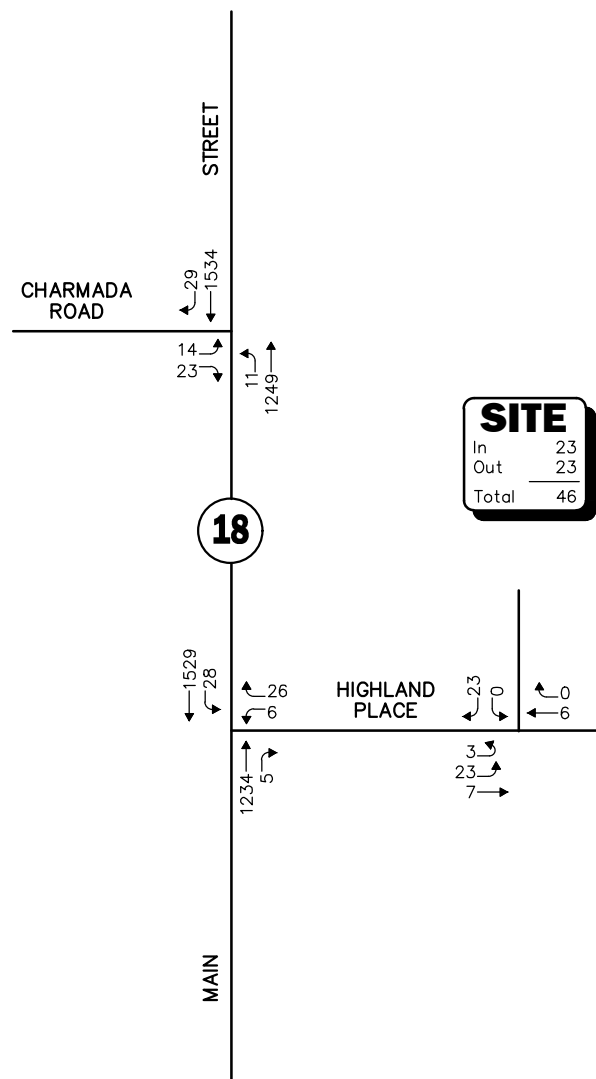 STREET
CHARMADA
ROAD
29
1534
14
23
11
1249
SITE
In 23
Out 23
Total 46
18
1529
28
26
6
HIGHLAND
PLACE
23
0
0
6
1234
5
3
23
7
MAIN